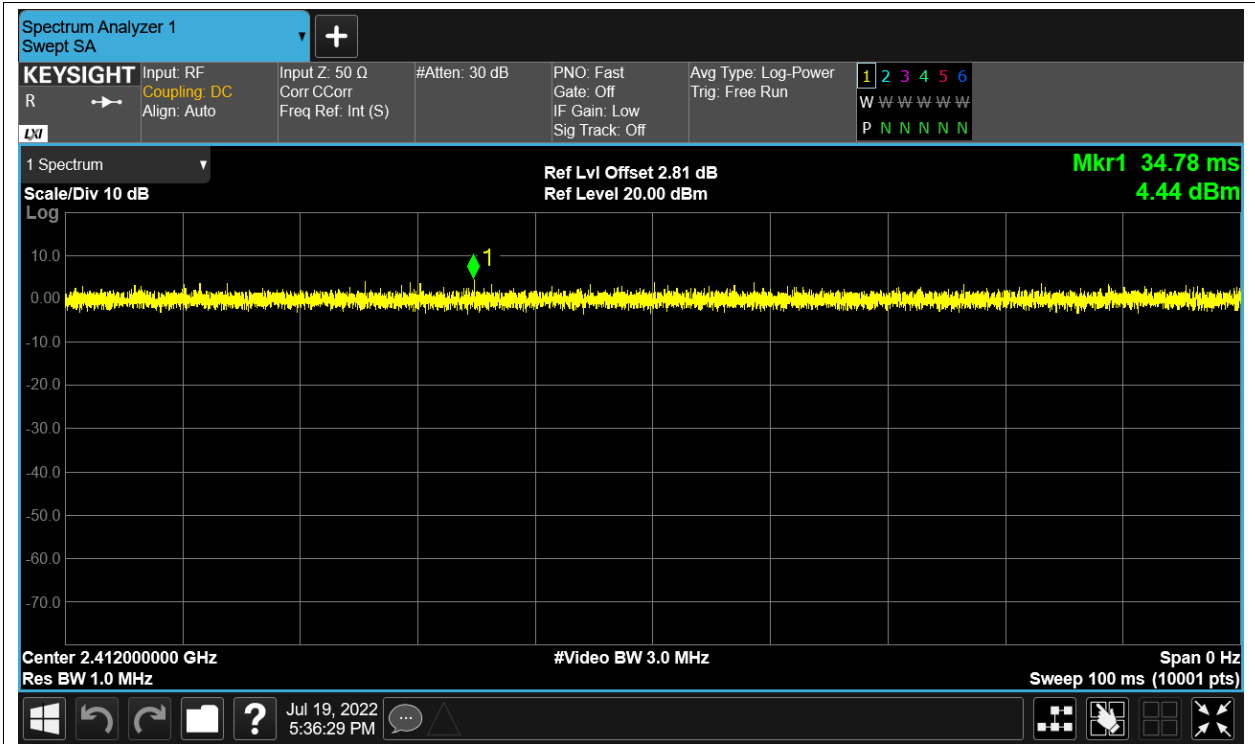 Spectrum Analyzer 1
Swept SA
KEYSIGHT
R
LXI
Input: RF
Coupling: DC
Align: Auto
Input Z: 50 Ω
Corr CCorr
Freq Ref: Int (S)
#Atten: 30 dB
PNO: Fast
Gate: Off
IF Gain: Low
Sig Track: Off
Avg Type: Log-Power
Trig: Free Run
1 2 3 4 5 6
W W W W W W
P N N N N N
1 Spectrum
Scale/Div 10 dB
Log
Ref Lvl Offset 2.81 dB
Ref Level 20.00 dBm
Mkr1 34.78 ms
4.44 dBm
1
10.0
0.00
-10.0
-20.0
-30.0
-40.0
-50.0
-60.0
-70.0
Center 2.412000000 GHz
Res BW 1.0 MHz
#Video BW 3.0 MHz
Span 0 Hz
Sweep 100 ms (10001 pts)
?
Jul 19, 2022
5:36:29 PM